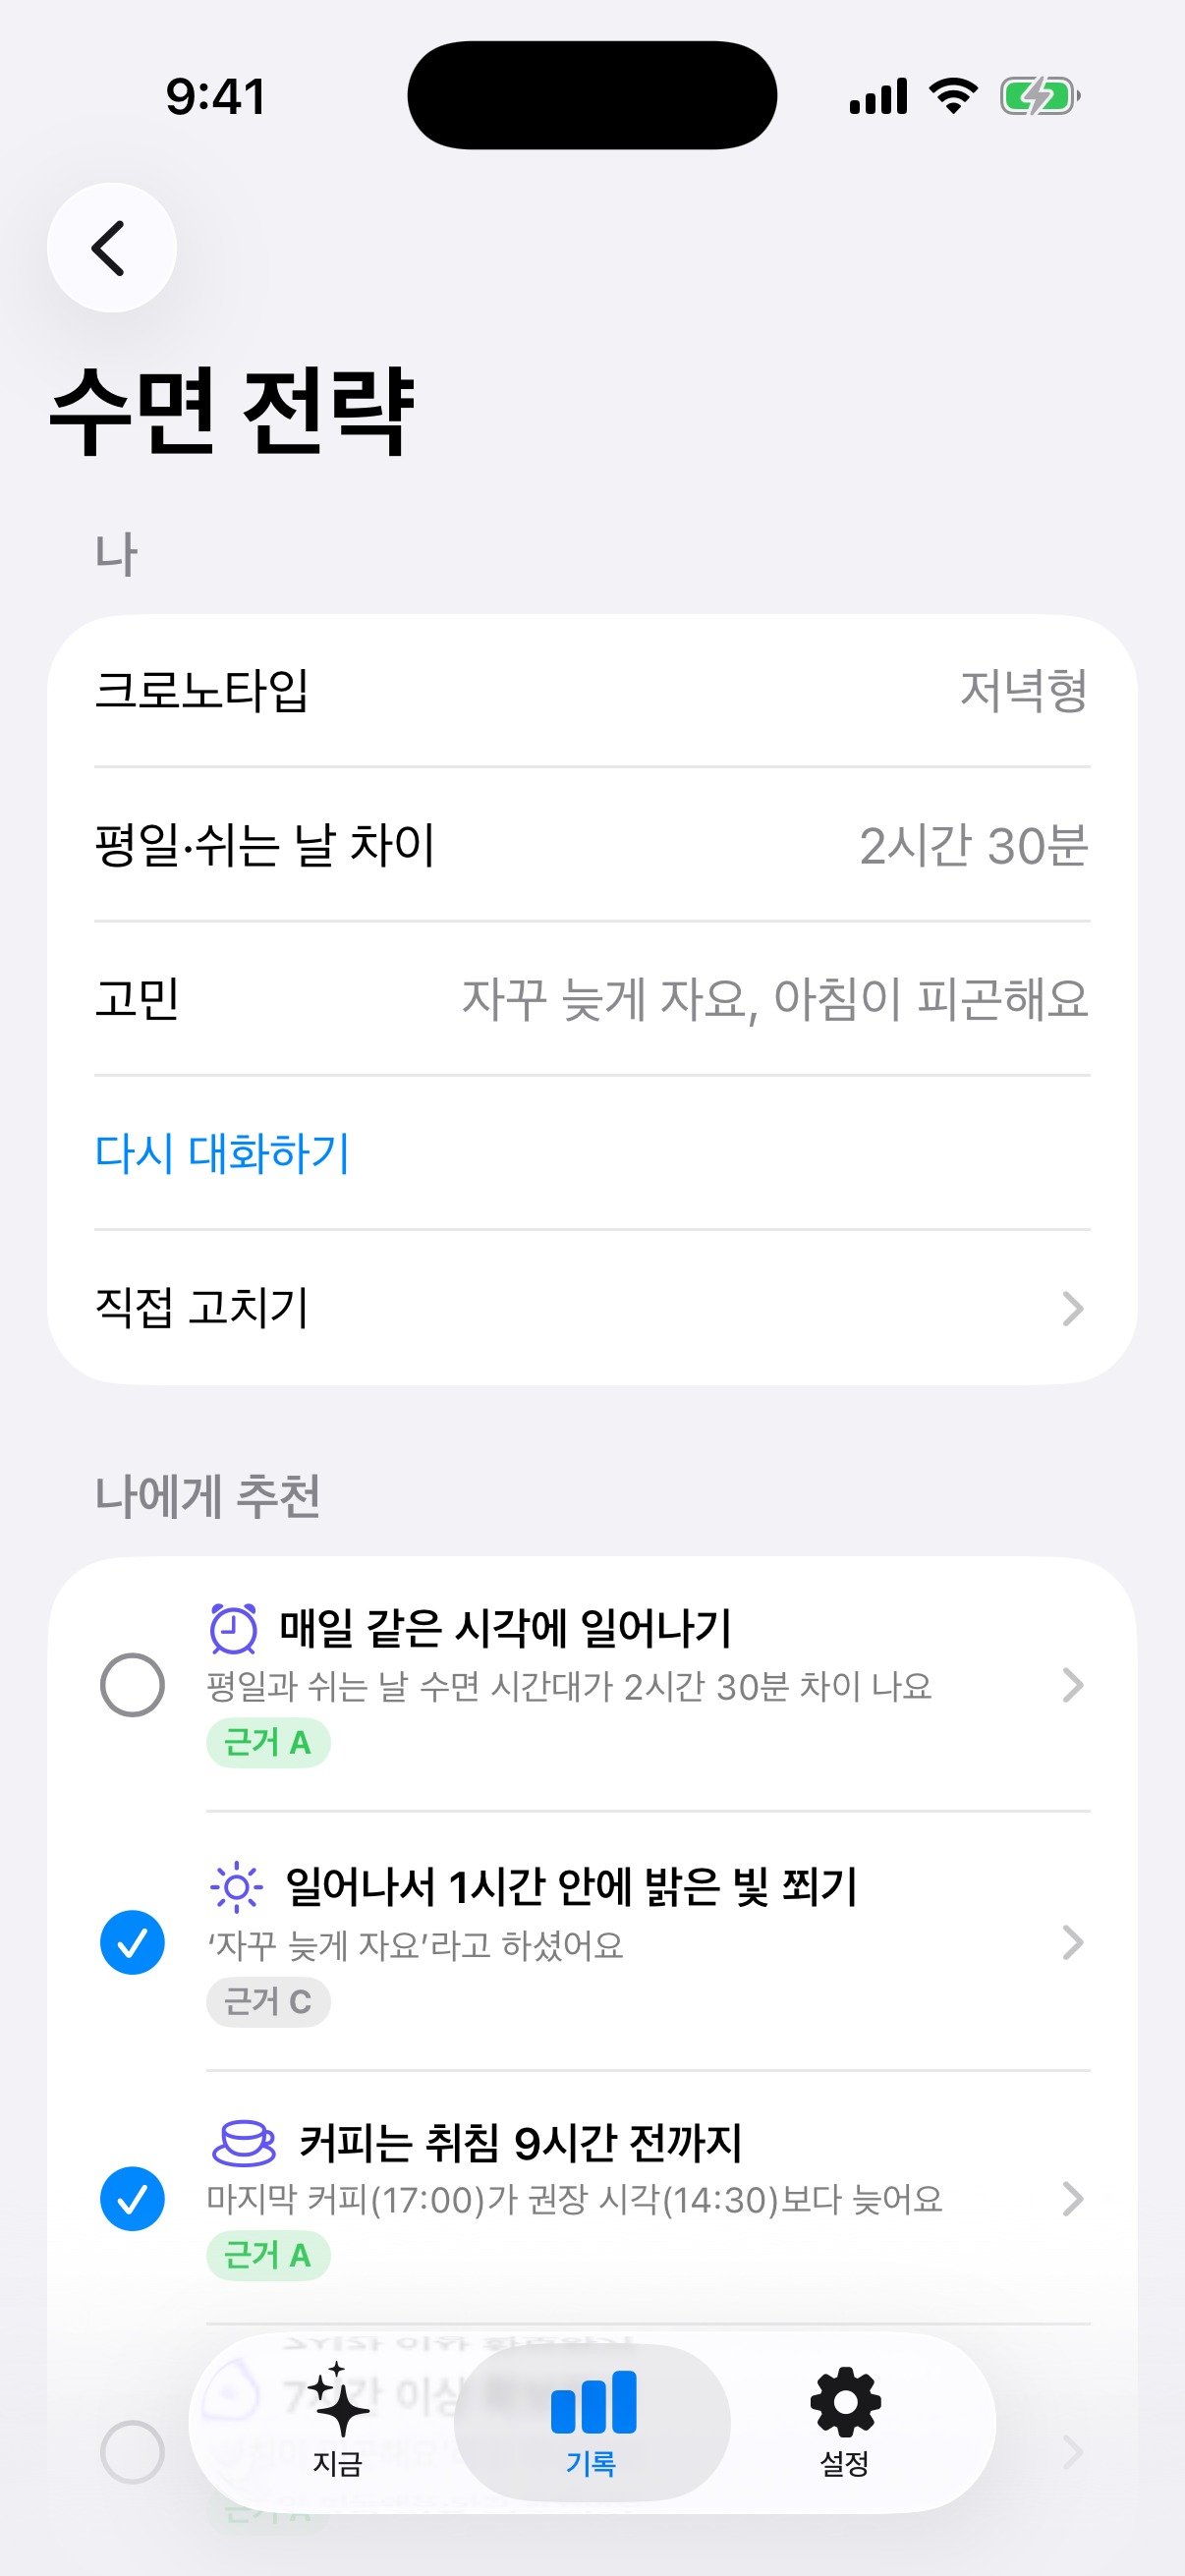 9:41
수면 전략
나
크로노타입 저녁형
평일·쉬는 날 차이 2시간 30분
고민 자꾸 늦게 자요, 아침이 피곤해요
다시 대화하기
직접 고치기
나에게 추천
매일 같은 시각에 일어나기
평일과 쉬는 날 수면 시간대가 2시간 30분 차이 나요
근거 A
일어나서 1시간 안에 밝은 빛 쬐기
‘자꾸 늦게 자요’라고 하셨어요
근거 C
커피는 취침 9시간 전까지
마지막 커피(17:00)가 권장 시각(14:30)보다 늦어요
근거 A
7시간 이상
근거 A
지금 기록 설정